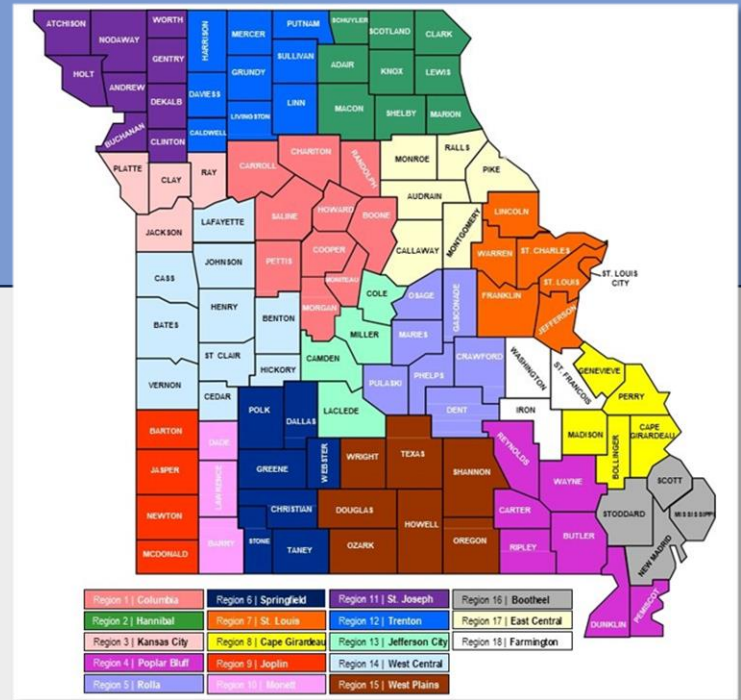 ATCHISON
NODAWAY
WORTH
HARRISON
MERCER
PUTNAM
SCHUYLER
SCOTLAND
CLARK
HOLT
GENTRY
SULLIVAN
ADAIR
KNOX
LEWIS
ANDREW
DEKALB
DAVIESS
GRUNDY
LINN
MACON
SHELBY
MARION
BUCHANAN
CLINTON
CALDWELL
LIVINGSTON
PLATTE
CLAY
RAY
CARROLL
CHARITON
RANDOLPH
MONROE
RALLS
PIKE
JACKSON
LAFAYETTE
SALINE
HOWARD
BOONE
AUDRAIN
CALLAWAY
MONTGOMERY
LINCOLN
WARREN
ST. CHARLES
ST. LOUIS
ST. LOUIS
CITY
CASS
JOHNSON
PETTIS
COOPER
MONITEAU
COLE
OSAGE
GASCONADE
FRANKLIN
JEFFERSON
BATES
HENRY
BENTON
MORGAN
MILLER
MARIES
CRAWFORD
WASHINGTON
ST. FRANCOIS
GENEVIEVE
PERRY
VERNON
ST CLAIR
HICKORY
CAMDEN
PULASKI
PHELPS
CEDAR
POLK
DALLAS
LACLEDE
DENT
IRON
MADISON
BOLLINGER
CAPE
GIRARDEAU
BARTON
DADE
GREENE
WEBSTER
WRIGHT
TEXAS
SHANNON
REYNOLDS
WAYNE
SCOTT
JASPER
LAWRENCE
CHRISTIAN
DOUGLAS
HOWELL
CARTER
BUTLER
STODDARD
MISSISSIPPI
NEWTON
BARRY
STONE
TANEY
OZARK
OREGON
RIPLEY
NEW MADRID
MCDONALD
DUNKLIN
PEMISCOT
Region 1 | Columbia
Region 2 | Hannibal
Region 3 | Kansas City
Region 4 | Poplar Bluff
Region 5 | Rolla
Region 6 | Springfield
Region 7 | St. Louis
Region 8 | Cape Girardeau
Region 9 | Joplin
Region 10 | Monett
Region 11 | St. Joseph
Region 12 | Trenton
Region 13 | Jefferson City
Region 14 | West Central
Region 15 | West Plains
Region 16 | Bootheel
Region 17 | East Central
Region 18 | Farmington